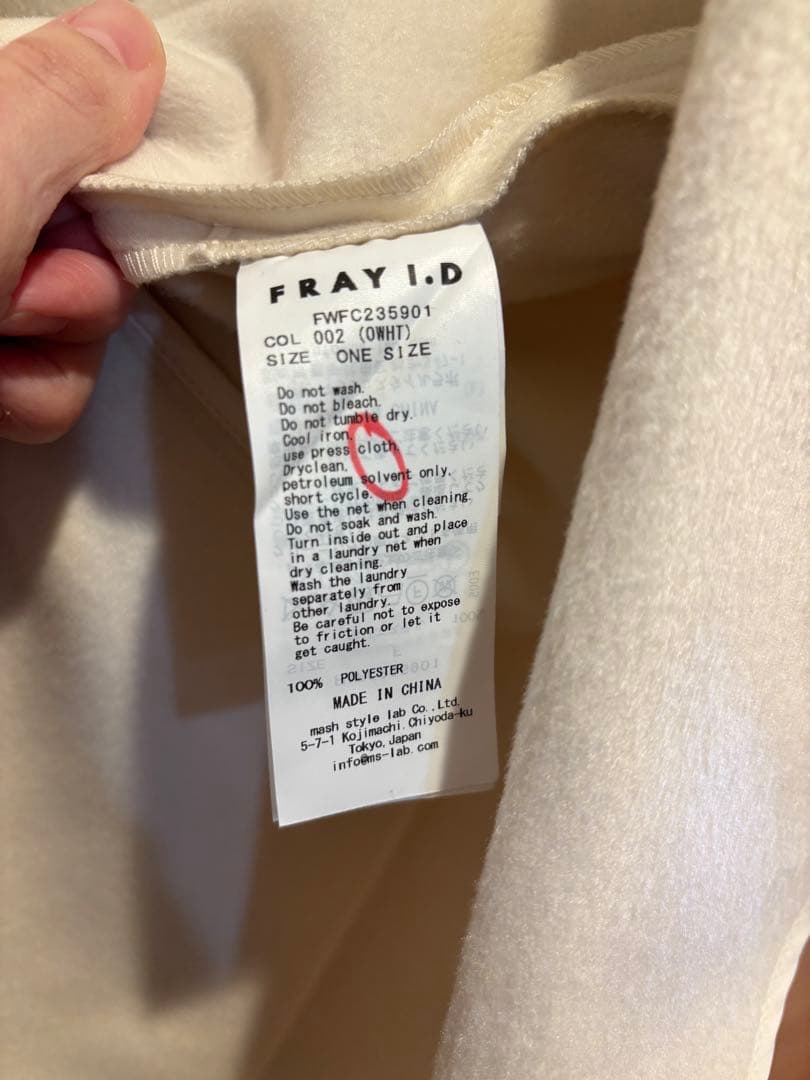 FRAY I.D
FWFC235901
COL 002 (OWHT)
SIZE ONE SIZE
Do not wash.
Do not bleach.
Do not tumble dry.
Cool iron.
use press cloth.
Dryclean.
petroleum solvent only.
short cycle.
Use the net when cleaning.
Do not soak and wash.
Turn inside out and place
in a laundry net when
dry cleaning.
Wash the laundry
separately from
other laundry.
Be careful not to expose
to friction or let it
get caught.
100% POLYESTER
MADE IN CHINA
mash style lab Co.,Ltd.
5-7-1 Kojimachi.Chiyoda-ku
Tokyo,Japan
info@ms-lab.com